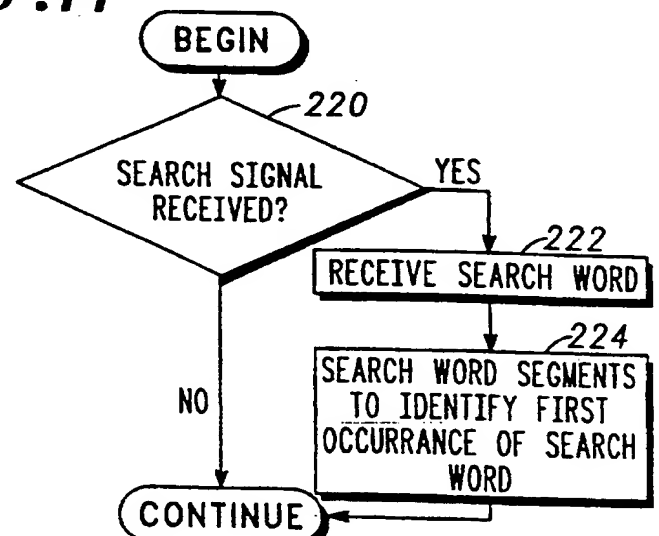 BEGIN
220
SEARCH SIGNAL
RECEIVED?
YES
222
RECEIVE SEARCH WORD
224
SEARCH WORD SEGMENTS
TO IDENTIFY FIRST
OCCURRANCE OF SEARCH
WORD
NO
CONTINUE